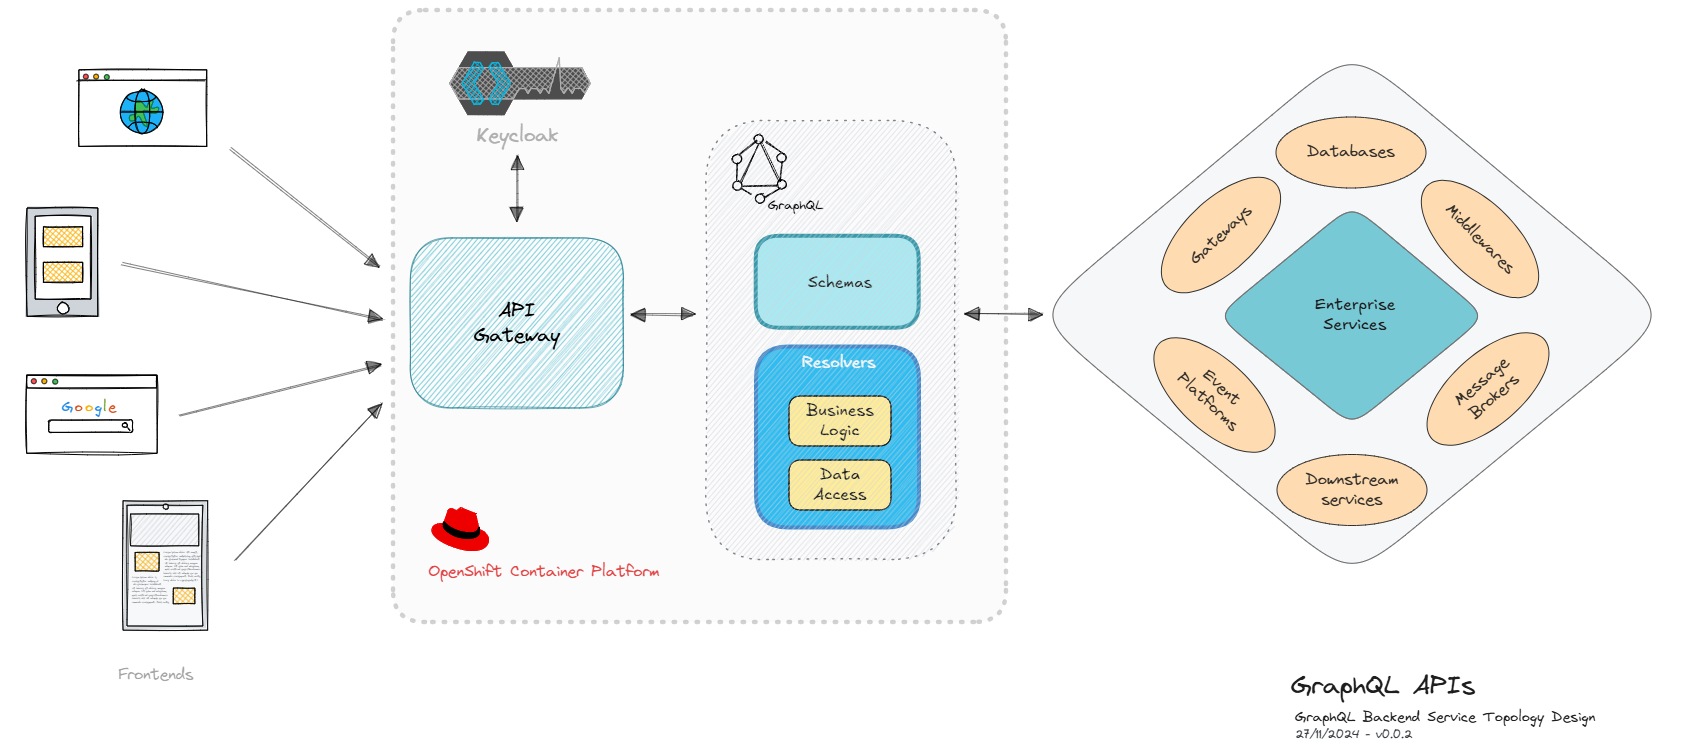 Keycloak
API
Gateway
GraphQL
Schemas
Resolvers
Business
Logic
Data
Access
OpenShift Container Platform
Google
Frontends
Databases
Gateways
Middlewares
Enterprise
Services
Event
Platforms
Message
Brokers
Downstream
services
GraphQL APIs
GraphQL Backend Service Topology Design
27/11/2024 - v0.0.2